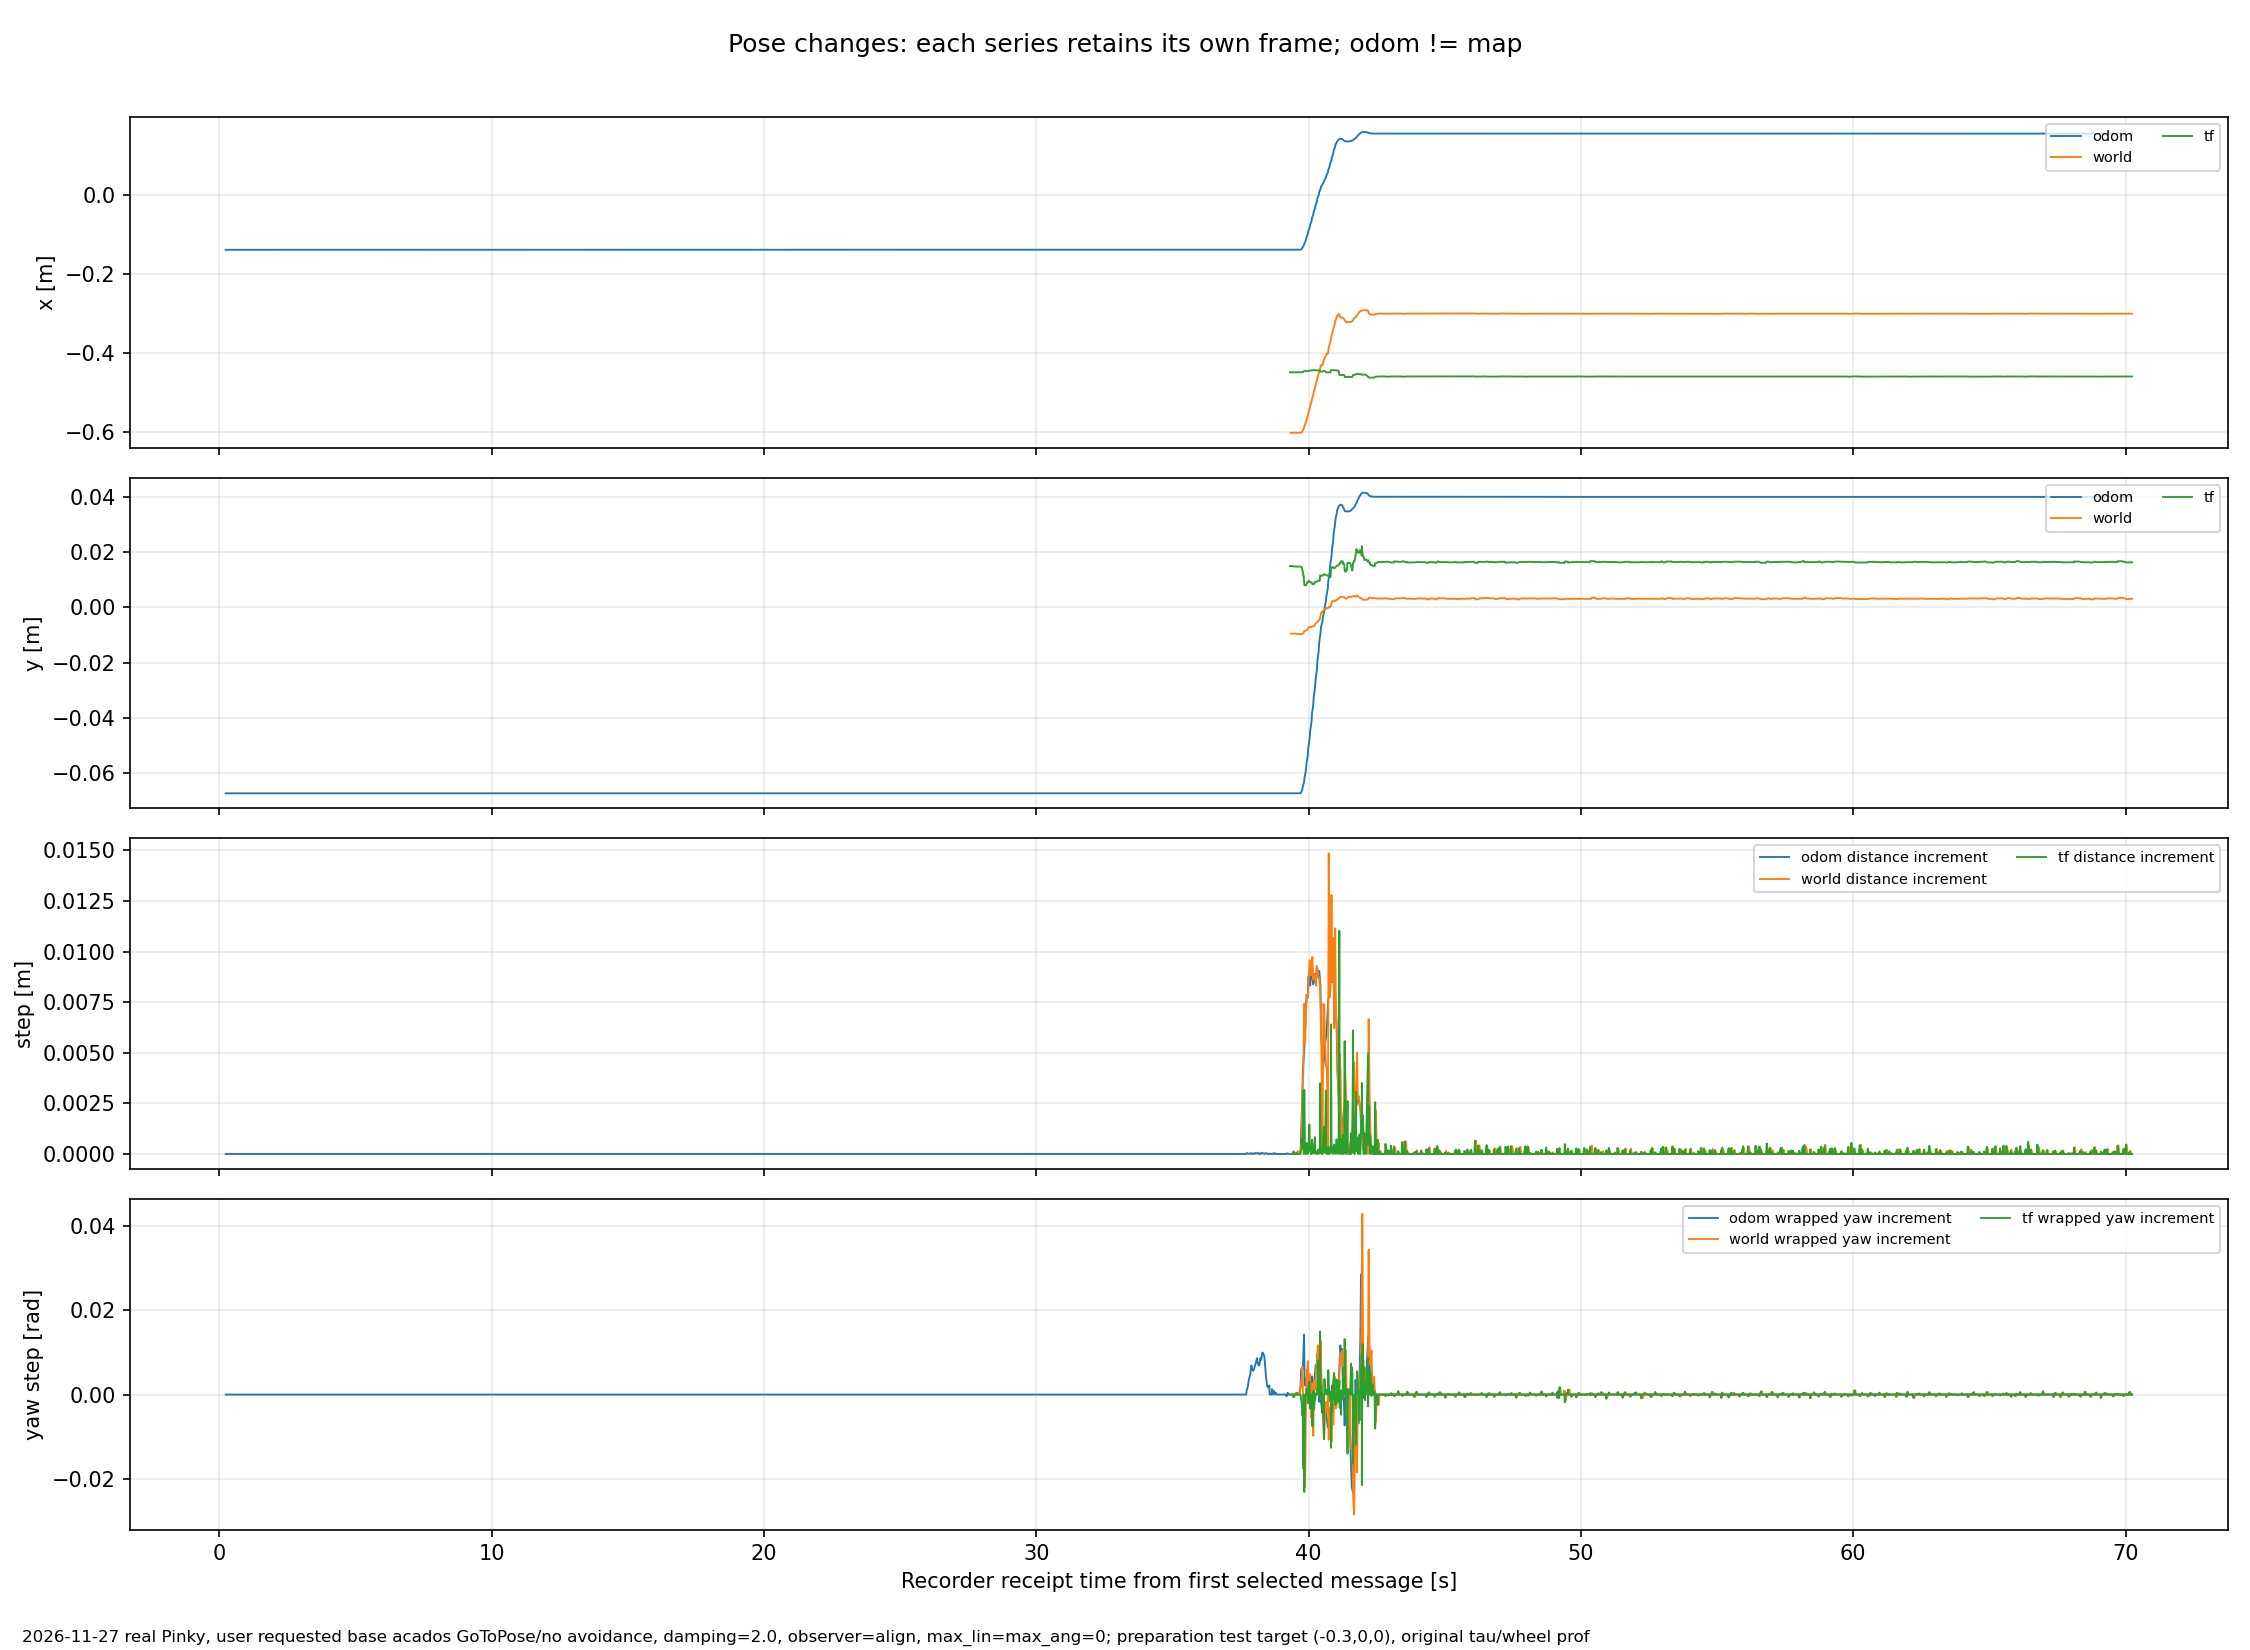 Pose changes: each series retains its own frame; odom != map
odom tf
world
0.0
−0.2
−0.4
−0.6
x [m]
odom tf
world
0.04
0.02
0.00
−0.02
−0.04
−0.06
y [m]
odom distance increment tf distance increment
world distance increment
0.0150
0.0125
0.0100
0.0075
0.0050
0.0025
0.0000
step [m]
odom wrapped yaw increment tf wrapped yaw increment
world wrapped yaw increment
0.04
0.02
0.00
−0.02
yaw step [rad]
0 10 20 30 40 50 60 70
Recorder receipt time from first selected message [s]
2026-11-27 real Pinky, user requested base acados GoToPose/no avoidance, damping=2.0, observer=align, max_lin=max_ang=0; preparation test target (-0.3,0,0), original tau/wheel prof